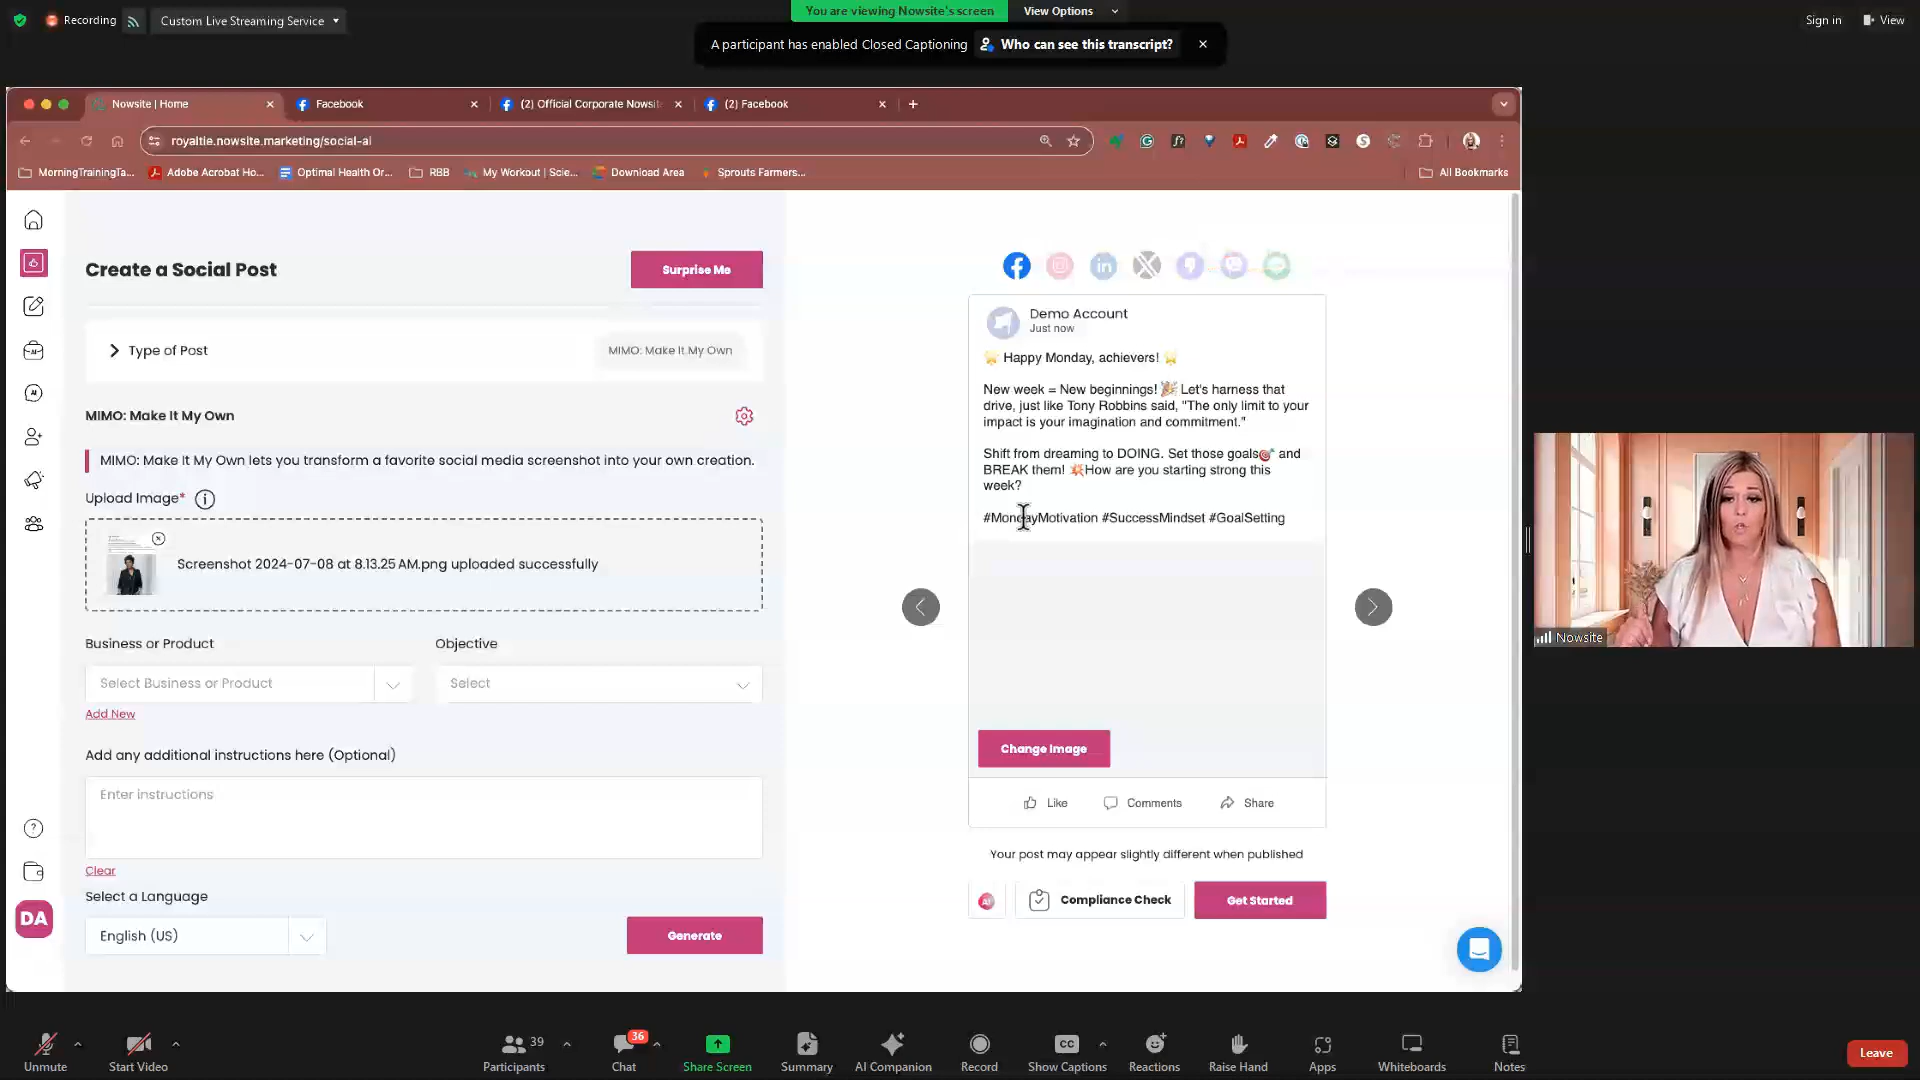 Recording
Custom Live Streaming Service
You are viewing Nowsite's screen
View Options
Sign in
View
A participant has enabled Closed Captioning
Who can see this transcript?
Nowsite | Home
Facebook
(2) Official Corporate Nowsit
(2) Facebook
royaltie.nowsite.marketing/social-ai
MorningTrainingTa...
Adobe Acrobat Ho...
Optimal Health Or...
RBB
My Workout | Scie...
Download Area
Sprouts Farmers...
All Bookmarks
Create a Social Post
Surprise Me
Type of Post
MIMO: Make It My Own
MIMO: Make It My Own
MIMO: Make It My Own lets you transform a favorite social media screenshot into your own creation.
Upload Image*
Screenshot 2024-07-08 at 8.13.25 AM.png uploaded successfully
Business or Product
Objective
Select Business or Product
Select
Add New
Add any additional instructions here (Optional)
Enter instructions
Clear
Select a Language
English (US)
Generate
DA
Demo Account
Just now
Happy Monday, achievers!
New week = New beginnings! 🎉 Let's harness that
drive, just like Tony Robbins said, "The only limit to your
impact is your imagination and commitment."
Shift from dreaming to DOING. Set those goals🎯 and
BREAK them! 💥How are you starting strong this
week?
#MondayMotivation #SuccessMindset #GoalSetting
Change Image
Like
Comments
Share
Your post may appear slightly different when published
AI
Compliance Check
Get Started
Nowsite
Unmute
Start Video
Participants
39
Chat
36
Share Screen
Summary
AI Companion
Record
CC
Show Captions
Reactions
Raise Hand
Apps
Whiteboards
Notes
Leave